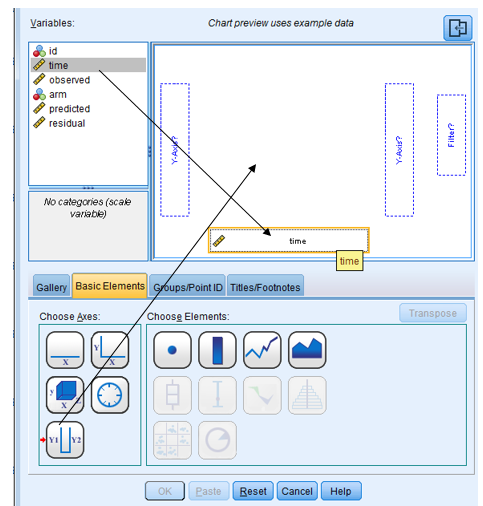 Variables:
Chart preview uses example data
id
time
observed
arm
predicted
residual
No categories (scale
variable)
Y-Axis?
Y-Axis?
Filter?
time
time
Gallery
Basic Elements
Groups/Point ID
Titles/Footnotes
Choose Axes:
Choose Elements:
Transpose
X
Y
X
y
X
Z
Y1
Y2
OK
Paste
Reset
Cancel
Help